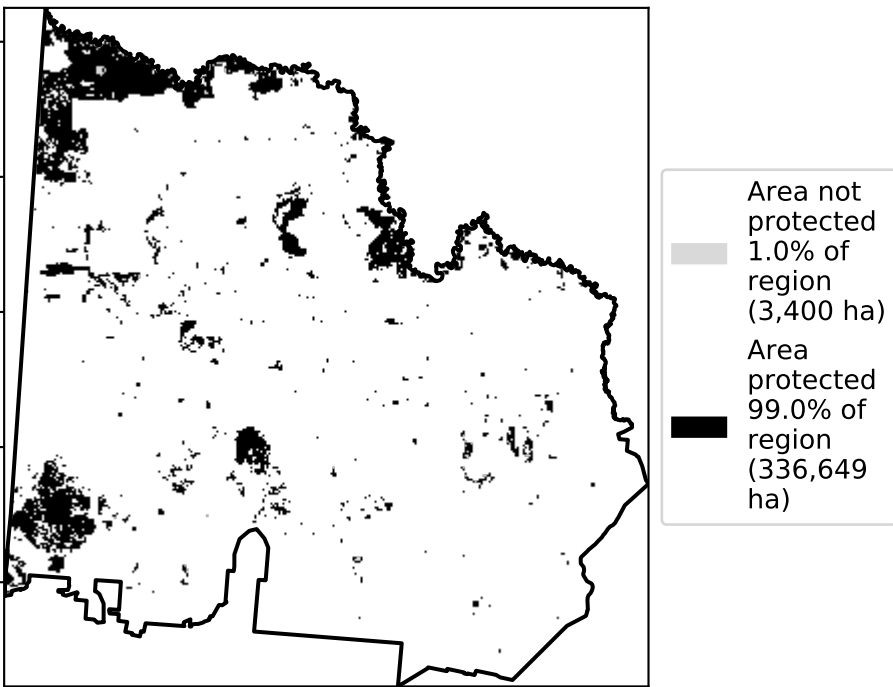 Area not
protected
1.0% of
region
(3,400 ha)
Area
protected
99.0% of
region
(336,649
ha)